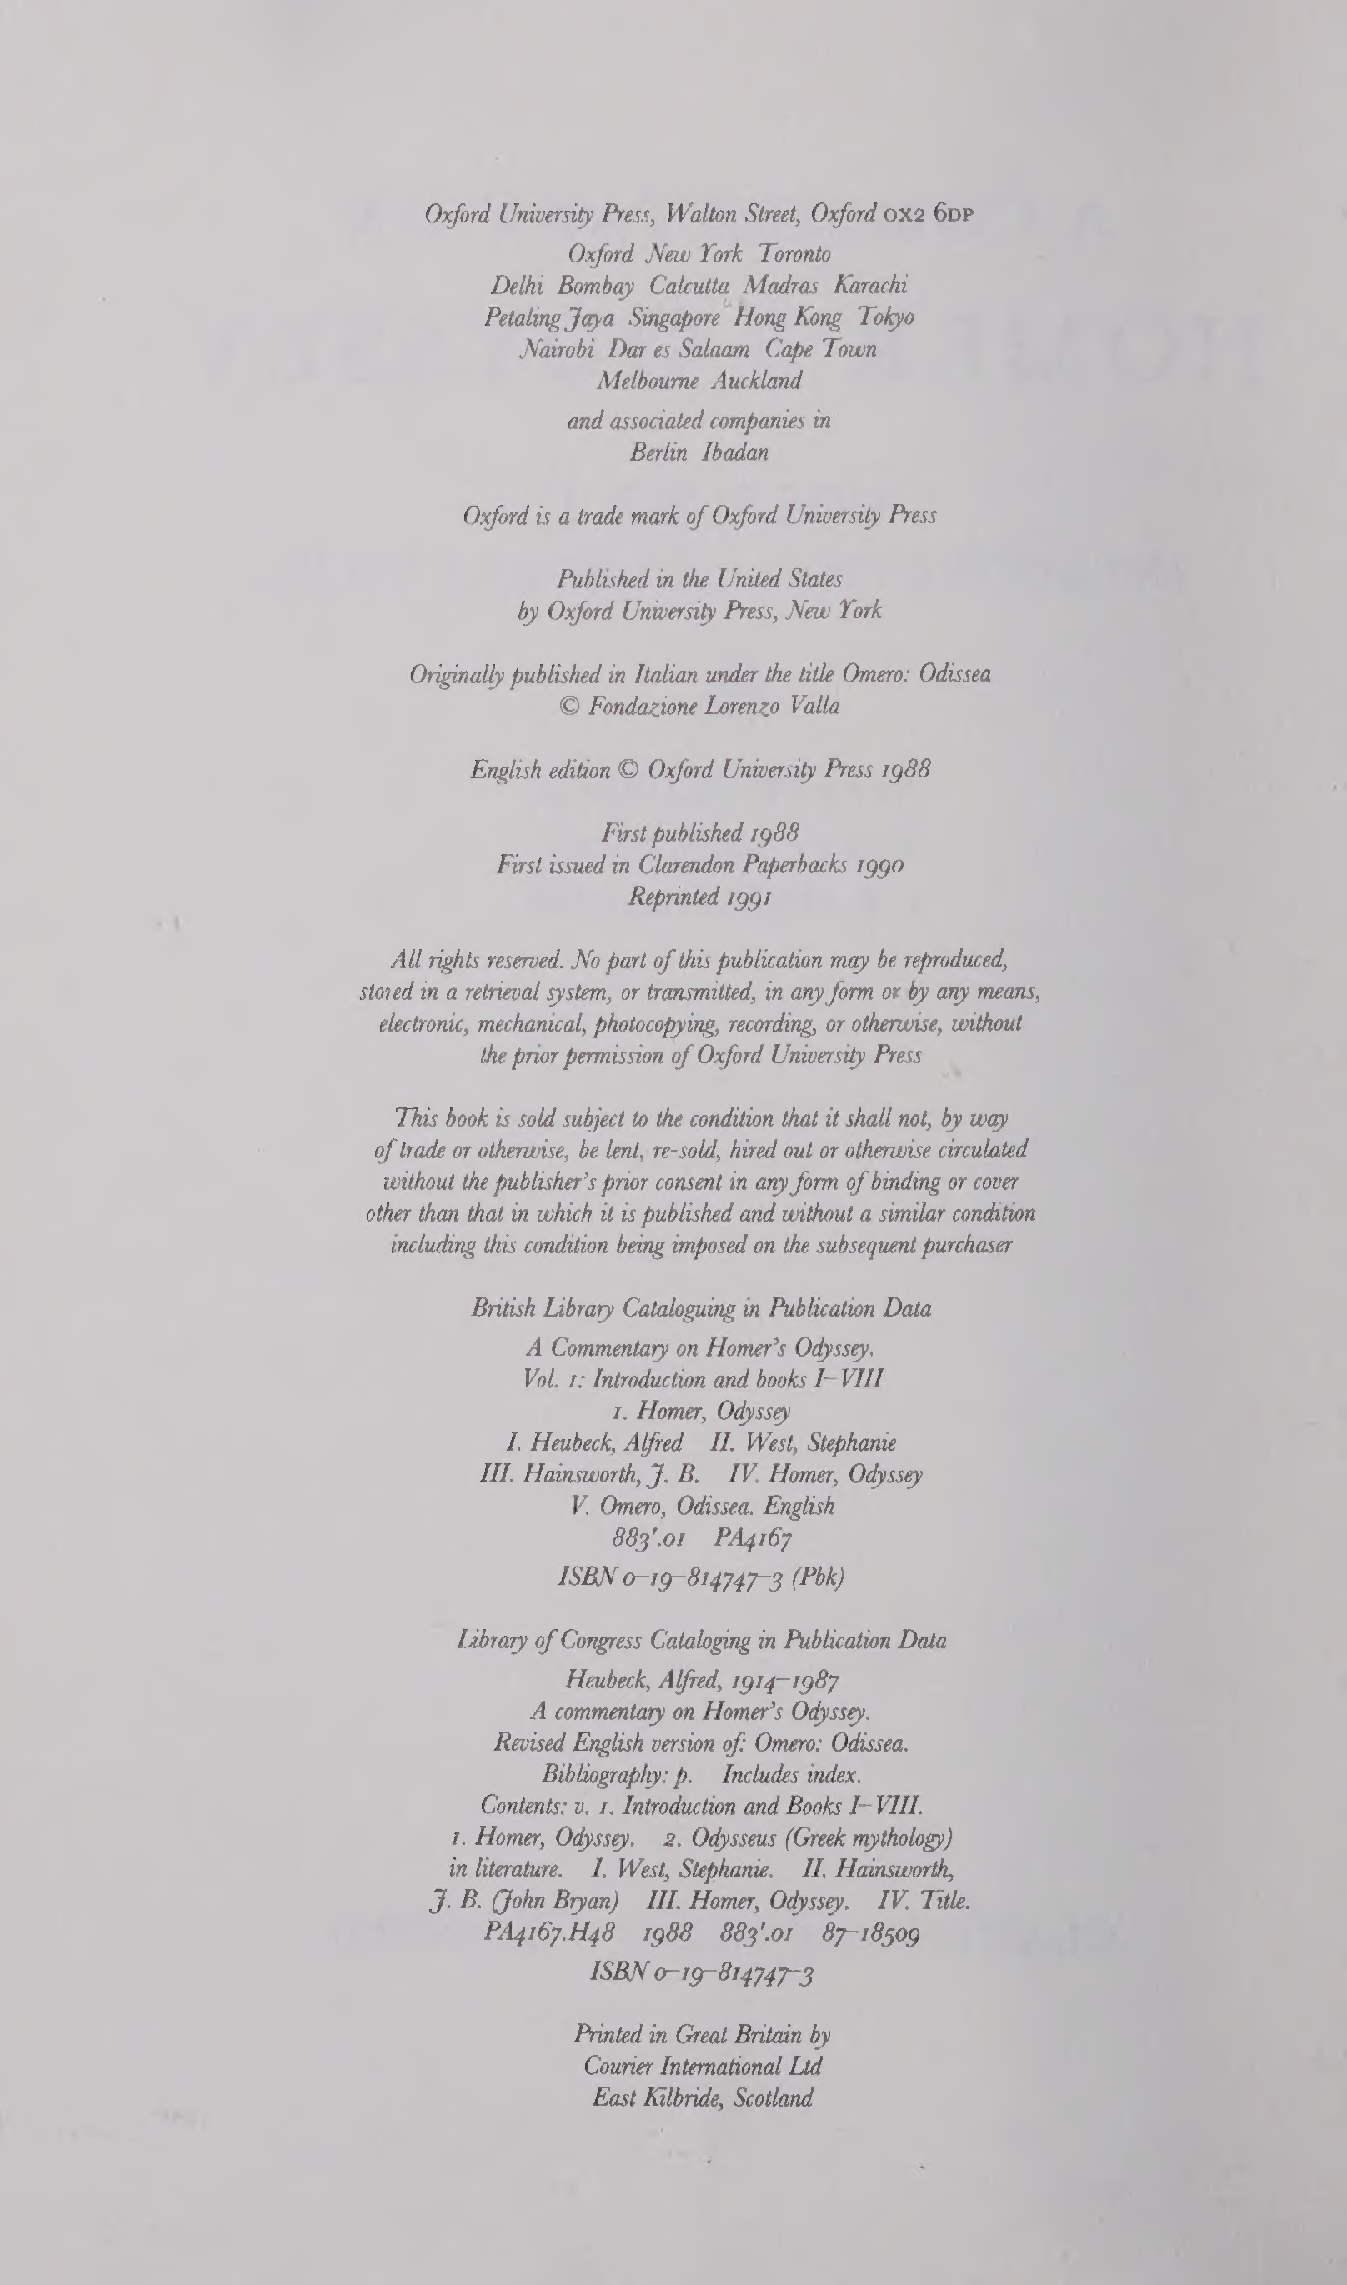 Oxford University Press, Walton Street, Oxford OX2 6DP
Oxford New York Toronto
Delhi Bombay Calcutta Madras Karachi
Petaling Jaya Singapore Hong Kong Tokyo
Nairobi Dar es Salaam Cape Town
Melbourne Auckland
and associated companies in
Berlin Ibadan
Oxford is a trade mark of Oxford University Press
Published in the United States
by Oxford University Press, New York
Originally published in Italian under the title Omero: Odissea
© Fondazione Lorenzo Valla
English edition © Oxford University Press 1988
First published 1988
First issued in Clarendon Paperbacks 1990
Reprinted 1991
All rights reserved. No part of this publication may be reproduced,
stored in a retrieval system, or transmitted, in any form or by any means,
electronic, mechanical, photocopying, recording, or otherwise, without
the prior permission of Oxford University Press
This book is sold subject to the condition that it shall not, by way
of trade or otherwise, be lent, re-sold, hired out or otherwise circulated
without the publisher's prior consent in any form of binding or cover
other than that in which it is published and without a similar condition
including this condition being imposed on the subsequent purchaser
British Library Cataloguing in Publication Data
A Commentary on Homer's Odyssey.
Vol. 1: Introduction and books I–VIII
1. Homer, Odyssey
I. Heubeck, Alfred II. West, Stephanie
III. Hainsworth, J. B. IV. Homer, Odyssey
V. Omero, Odissea. English
883'.01 PA4167
ISBN 0–19–814747–3 (Pbk)
Library of Congress Cataloging in Publication Data
Heubeck, Alfred, 1914–1987
A commentary on Homer's Odyssey.
Revised English version of: Omero: Odissea.
Bibliography: p. Includes index.
Contents: v. 1. Introduction and Books I–VIII.
1. Homer, Odyssey. 2. Odysseus (Greek mythology)
in literature. I. West, Stephanie. II. Hainsworth,
J. B. (John Bryan) III. Homer, Odyssey. IV. Title.
PA4167.H48 1988 883'.01 87–18509
ISBN 0–19–814747–3
Printed in Great Britain by
Courier International Ltd
East Kilbride, Scotland